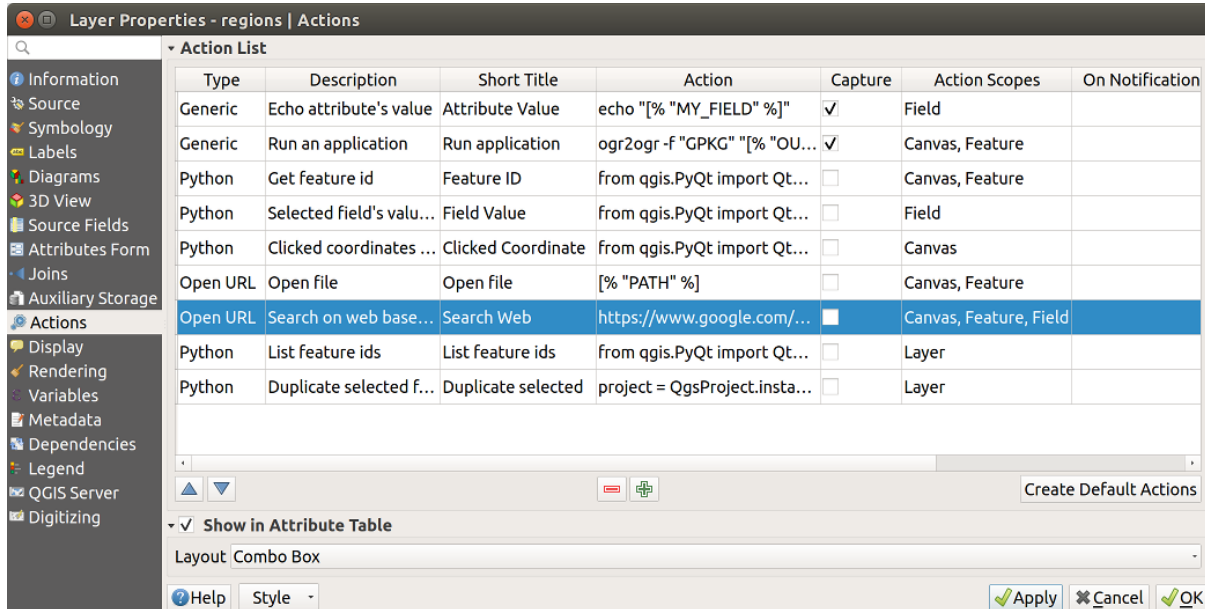 Layer Properties - regions | Actions
Action List
Information
Source
Symbology
Labels
Diagrams
3D View
Source Fields
Attributes Form
Joins
Auxiliary Storage
Actions
Display
Rendering
Variables
Metadata
Dependencies
Legend
QGIS Server
Digitizing
Type Description Short Title Action Capture Action Scopes On Notification
Generic Echo attribute's value Attribute Value echo "[% "MY_FIELD" %]" Field
Generic Run an application Run application ogr2ogr -f "GPKG" "[% "OU... Canvas, Feature
Python Get feature id Feature ID from qgis.PyQt import Qt... Canvas, Feature
Python Selected field's valu... Field Value from qgis.PyQt import Qt... Field
Python Clicked coordinates ... Clicked Coordinate from qgis.PyQt import Qt... Canvas
Open URL Open file Open file [% "PATH" %] Canvas, Feature
Open URL Search on web base... Search Web https://www.google.com/... Canvas, Feature, Field
Python List feature ids List feature ids from qgis.PyQt import Qt... Layer
Python Duplicate selected f... Duplicate selected project = QgsProject.insta... Layer
Create Default Actions
Show in Attribute Table
Layout Combo Box
Help Style Apply Cancel OK